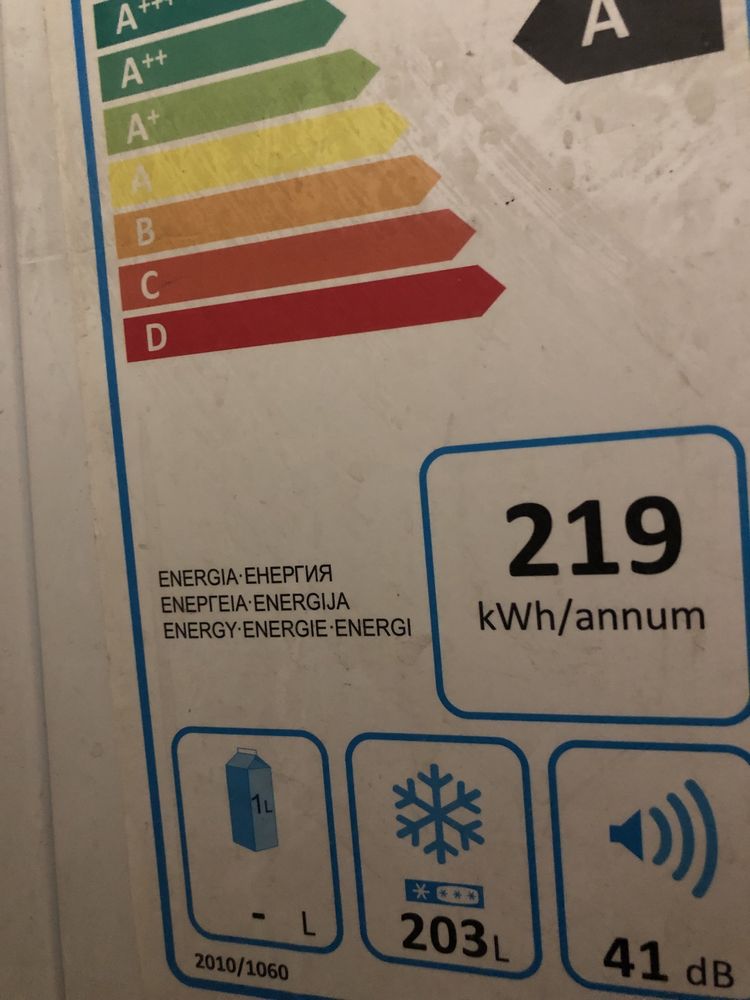 A+++
A
A++
A+
A
B
C
D
219
kWh/annum
ENERGIA·ЕНЕРГИЯ
ΕΝΕΡΓΕΙΑ·ENERGIJA
ENERGY·ENERGIE·ENERGI
1L
- L
203L
41 dB
2010/1060